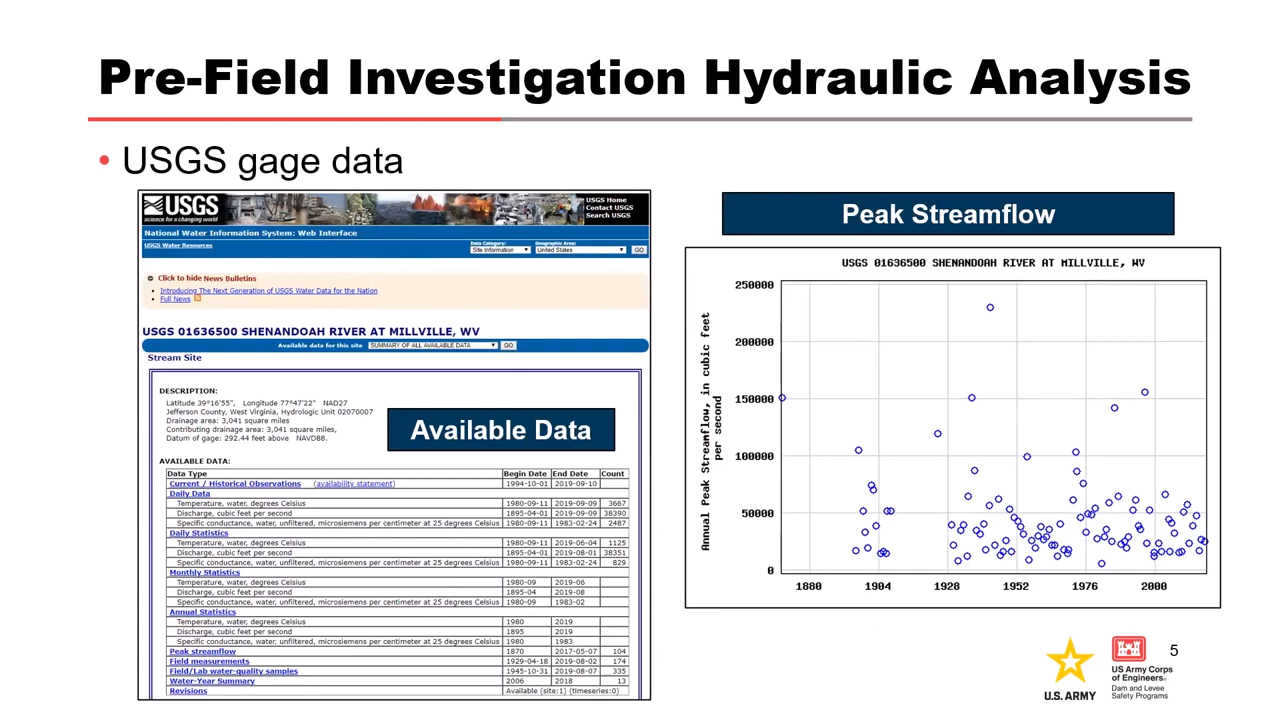 Pre-Field Investigation Hydraulic Analysis
• USGS gage data
USGS
science for a changing world
USGS Home
Contact USGS
Search USGS
National Water Information System: Web Interface
USGS Water Resources
Data Category:
Site Information
Geographic Area:
United States
GO
Click to hide News Bulletins
• Introducing The Next Generation of USGS Water Data for the Nation
• Full News
USGS 01636500 SHENANDOAH RIVER AT MILLVILLE, WV
Available data for this site SUMMARY OF ALL AVAILABLE DATA GO
Stream Site
DESCRIPTION:
Latitude 39°16'55", Longitude 77°47'22" NAD27
Jefferson County, West Virginia, Hydrologic Unit 02070007
Drainage area: 3,041 square miles
Contributing drainage area: 3,041 square miles,
Datum of gage: 292.44 feet above NAVD88.
Available Data
AVAILABLE DATA:
Data Type Begin Date End Date Count
Current / Historical Observations (availability statement) 1994-10-01 2019-09-10
Daily Data
Temperature, water, degrees Celsius 1980-09-11 2019-09-09 3667
Discharge, cubic feet per second 1895-04-01 2019-09-09 38390
Specific conductance, water, unfiltered, microsiemens per centimeter at 25 degrees Celsius 1980-09-11 1983-02-24 2487
Daily Statistics
Temperature, water, degrees Celsius 1980-09-11 2019-06-04 1125
Discharge, cubic feet per second 1895-04-01 2019-08-01 38351
Specific conductance, water, unfiltered, microsiemens per centimeter at 25 degrees Celsius 1980-09-11 1983-02-24 829
Monthly Statistics
Temperature, water, degrees Celsius 1980-09 2019-06
Discharge, cubic feet per second 1895-04 2019-08
Specific conductance, water, unfiltered, microsiemens per centimeter at 25 degrees Celsius 1980-09 1983-02
Annual Statistics
Temperature, water, degrees Celsius 1980 2019
Discharge, cubic feet per second 1895 2019
Specific conductance, water, unfiltered, microsiemens per centimeter at 25 degrees Celsius 1980 1983
Peak streamflow 1870 2017-05-07 104
Field measurements 1929-04-18 2019-08-02 174
Field/Lab water-quality samples 1945-10-31 2019-08-07 335
Water-Year Summary 2006 2018 13
Revisions Available (site:1) (timeseries:0)
Peak Streamflow
USGS 01636500 SHENANDOAH RIVER AT MILLVILLE, WV
Annual Peak Streamflow, in cubic feet
per second
250000
200000
150000
100000
50000
0
1880 1904 1928 1952 1976 2000
U.S. ARMY
US Army Corps
of Engineers®
Dam and Levee
Safety Programs
5